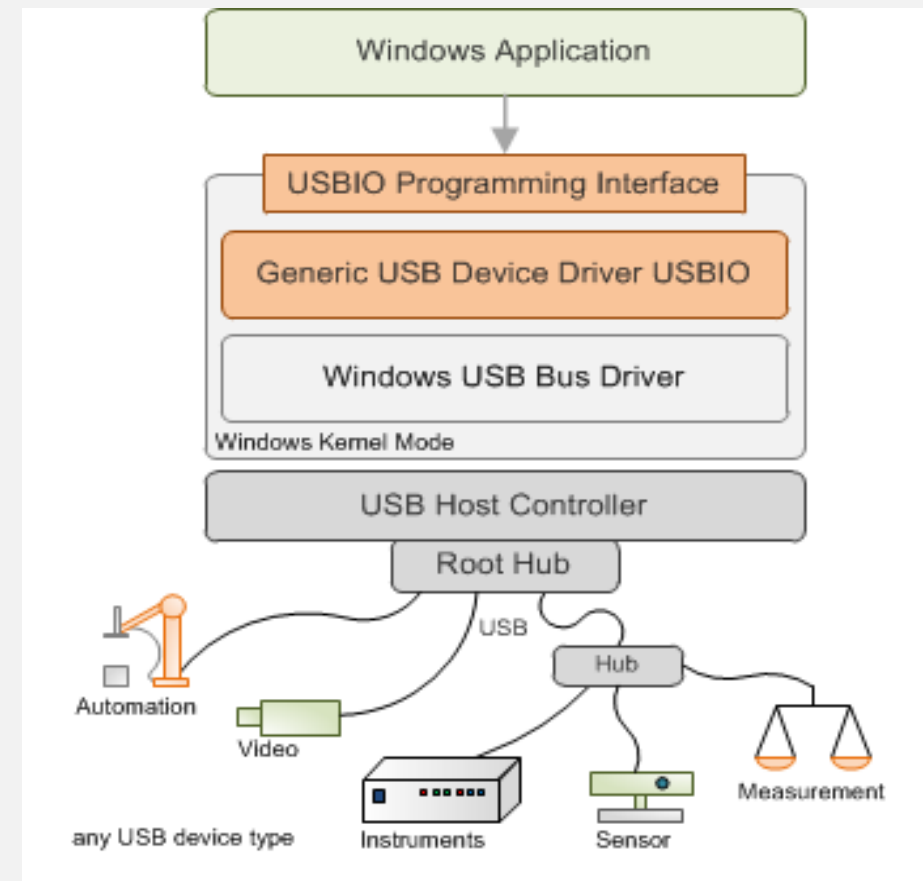 Windows Application
USBIO Programming Interface
Generic USB Device Driver USBIO
Windows USB Bus Driver
Windows Kernel Mode
USB Host Controller
Root Hub
USB
Hub
Automation
Video
Measurement
any USB device type
Instruments
Sensor